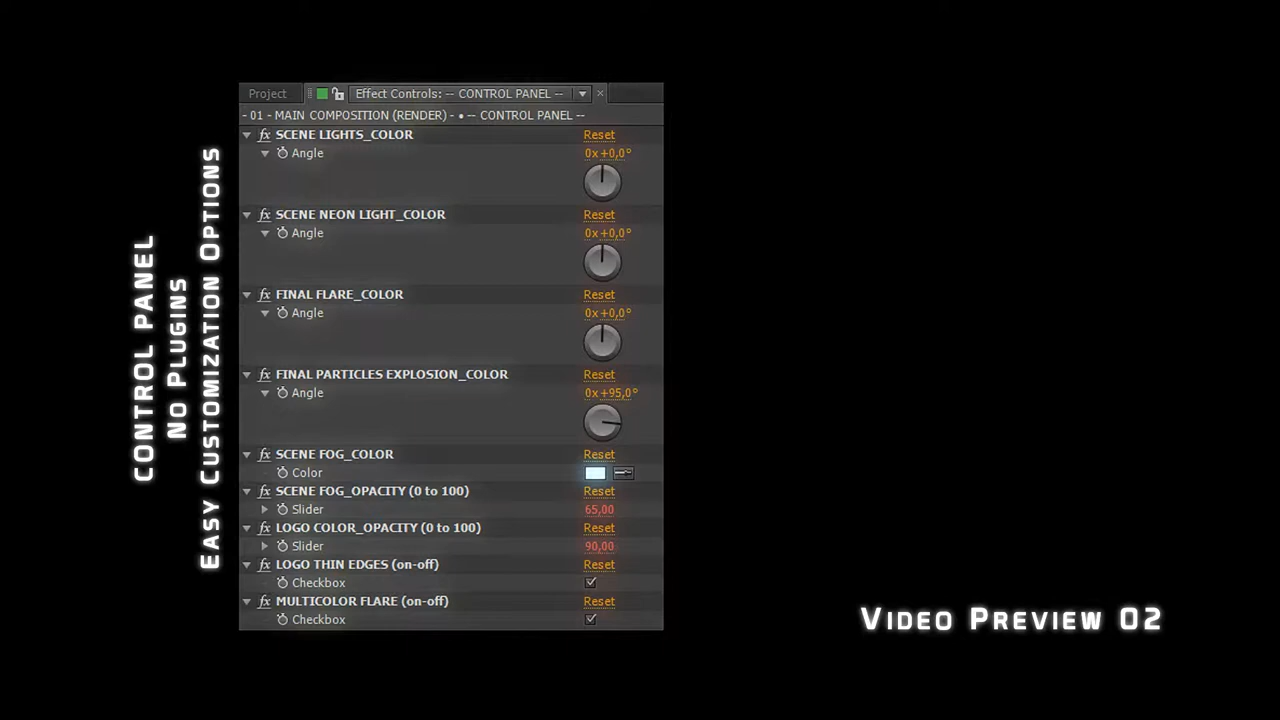 CONTROL PANEL
No Plugins
Easy Customization Options
Project
Effect Controls: -- CONTROL PANEL --
- 01 - MAIN COMPOSITION (RENDER) - • -- CONTROL PANEL --
fx SCENE LIGHTS_COLOR Reset
Angle 0x+0,0°
fx SCENE NEON LIGHT_COLOR Reset
Angle 0x+0,0°
fx FINAL FLARE_COLOR Reset
Angle 0x+0,0°
fx FINAL PARTICLES EXPLOSION_COLOR Reset
Angle 0x+95,0°
fx SCENE FOG_COLOR Reset
Color
fx SCENE FOG_OPACITY (0 to 100) Reset
Slider 65,00
fx LOGO COLOR_OPACITY (0 to 100) Reset
Slider 90,00
fx LOGO THIN EDGES (on-off) Reset
Checkbox
fx MULTICOLOR FLARE (on-off) Reset
Checkbox
Video Preview 02